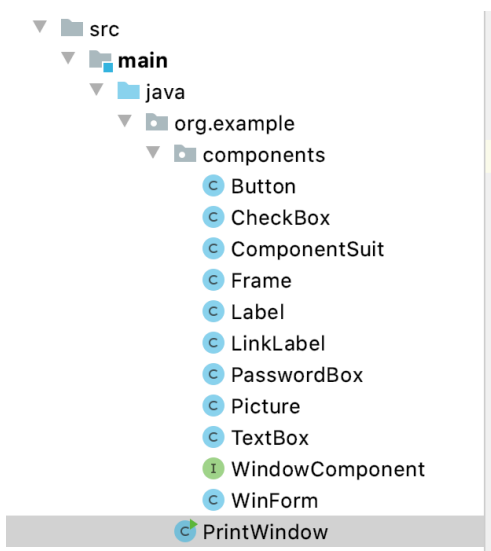 src
main
java
org.example
components
C Button
C CheckBox
C ComponentSuit
C Frame
C Label
C LinkLabel
C PasswordBox
C Picture
C TextBox
I WindowComponent
C WinForm
C PrintWindow